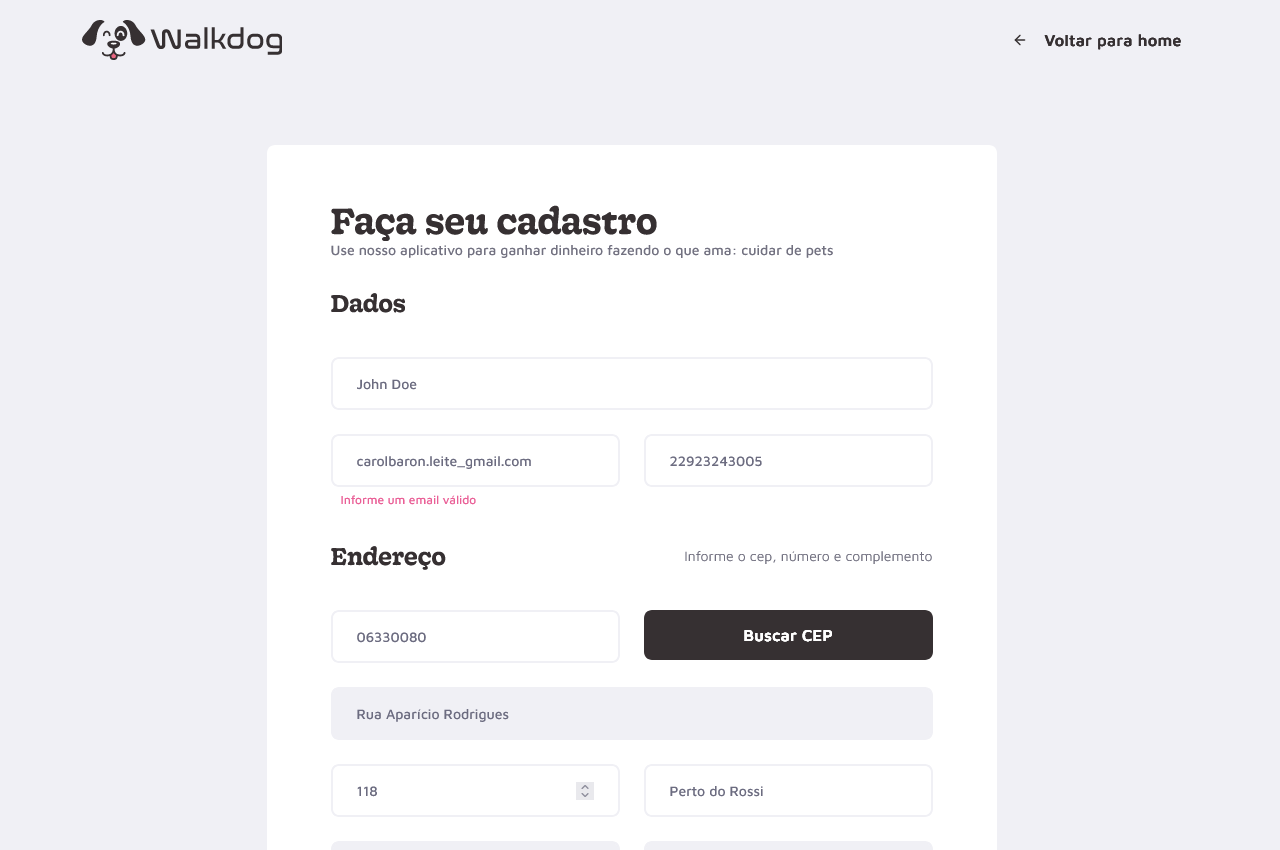 Walkdog
Voltar para home
Faça seu cadastro
Use nosso aplicativo para ganhar dinheiro fazendo o que ama: cuidar de pets
Dados
John Doe
carolbaron.leite_gmail.com
22923243005
Informe um email válido
Endereço
Informe o cep, número e complemento
06330080
Buscar CEP
Rua Aparício Rodrigues
118
Perto do Rossi